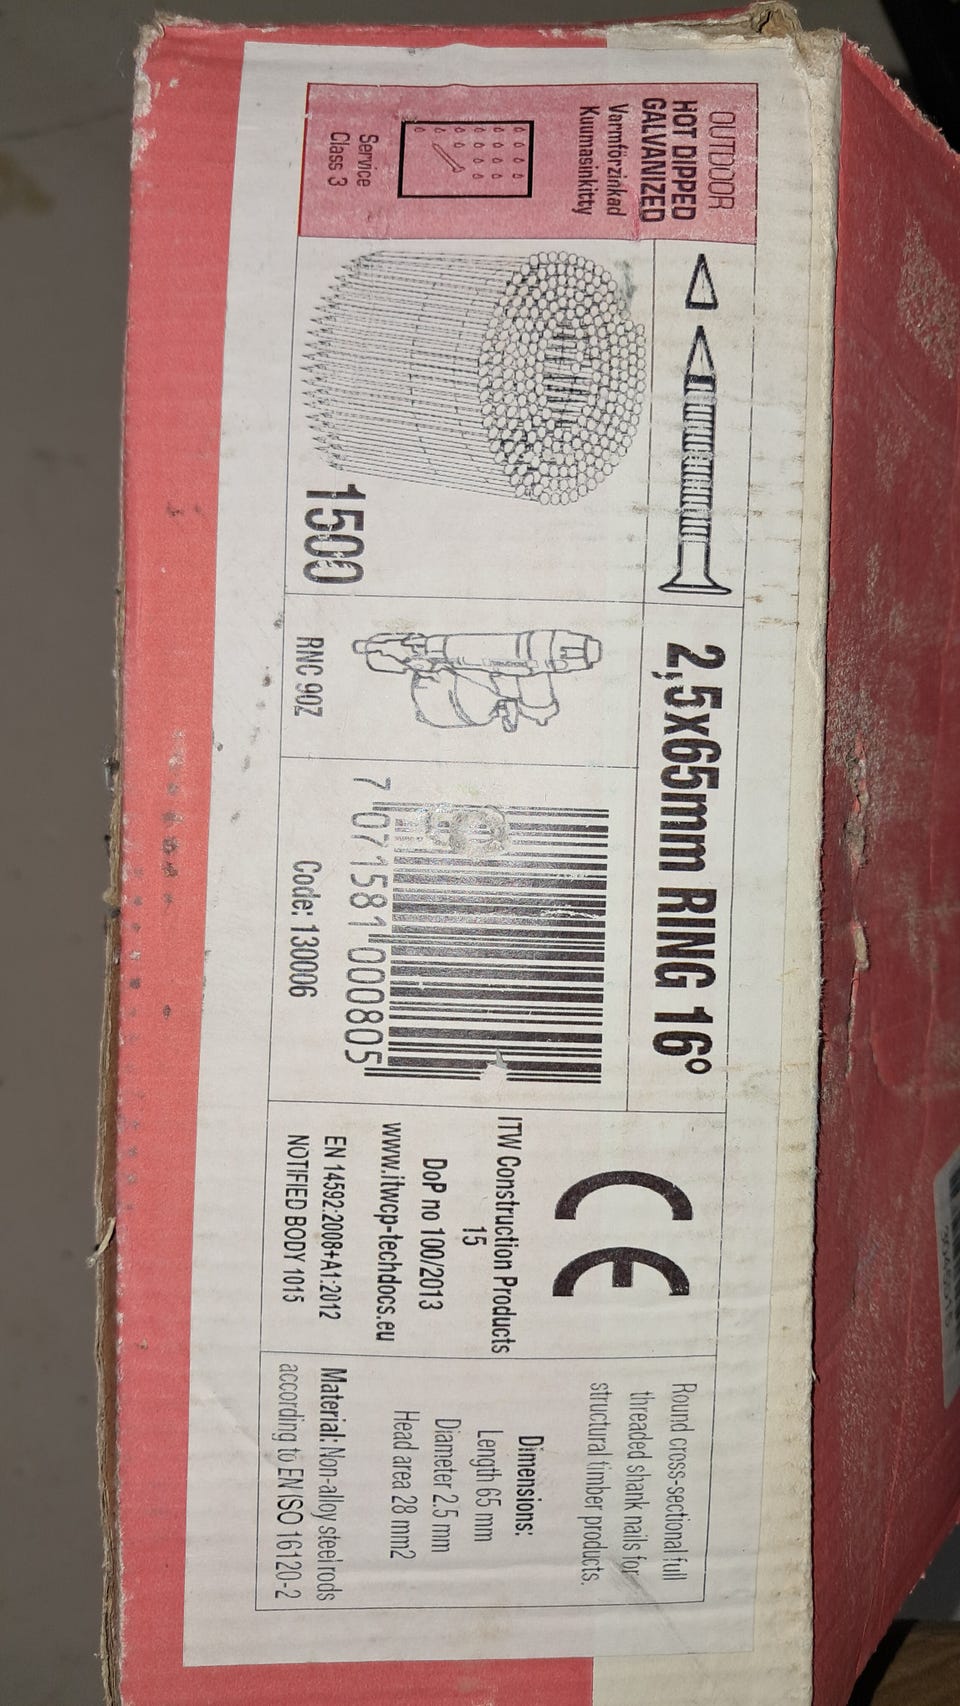 OUTDOOR
HOT DIPPED
GALVANIZED
Varmförzinkad
Kuumasinkitty
Service
Class 3
1500
2,5x65mm RING 16°
RNC 90Z
7 071581 000805
Code: 130006
CE
ITW Construction Products
15
DoP no 100/2013
www.itwcp-techdocs.eu
EN 14592:2008+A1:2012
NOTIFIED BODY 1015
Round cross-sectional full
threaded shank nails for
structural timber products.
Dimensions:
Length 65 mm
Diameter 2.5 mm
Head area 28 mm2
Material: Non-alloy steel rods
according to EN ISO 16120-2